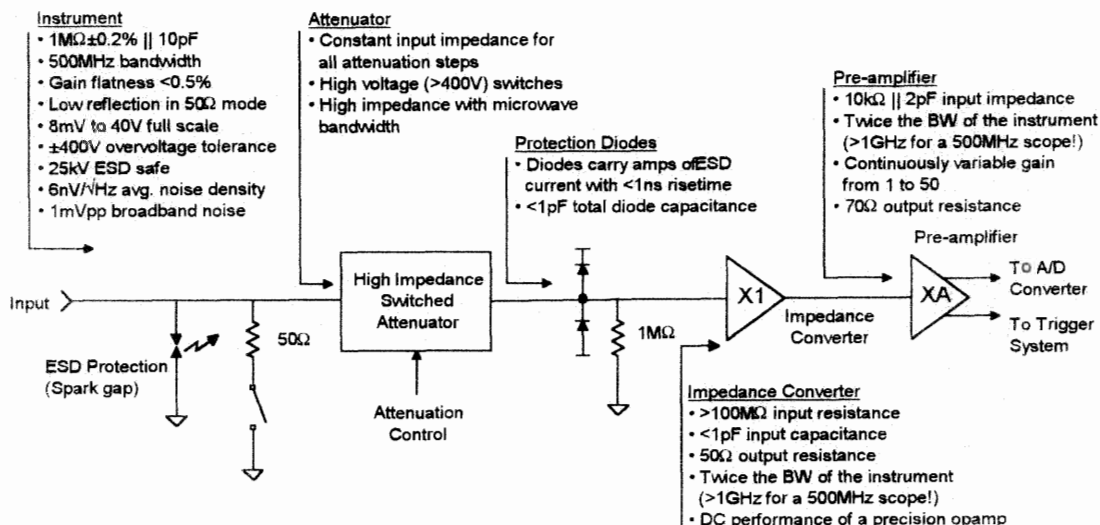 Instrument
• 1MΩ±0.2% || 10pF
• 500MHz bandwidth
• Gain flatness <0.5%
• Low reflection in 50Ω mode
• 8mV to 40V full scale
• ±400V overvoltage tolerance
• 25kV ESD safe
• 6nV/√Hz avg. noise density
• 1mVpp broadband noise
Attenuator
• Constant input impedance for
all attenuation steps
• High voltage (>400V) switches
• High impedance with microwave
bandwidth
Protection Diodes
• Diodes carry amps of ESD
current with <1ns risetime
• <1pF total diode capacitance
Pre-amplifier
• 10kΩ || 2pF input impedance
• Twice the BW of the instrument
(>1GHz for a 500MHz scope!)
• Continuously variable gain
from 1 to 50
• 70Ω output resistance
Pre-amplifier
Input
ESD Protection
(Spark gap)
50Ω
High Impedance
Switched
Attenuator
Attenuation
Control
1MΩ
X1
Impedance
Converter
XA
To A/D
Converter
To Trigger
System
Impedance Converter
• >100MΩ input resistance
• <1pF input capacitance
• 50Ω output resistance
• Twice the BW of the instrument
(>1GHz for a 500MHz scope!)
• DC performance of a precision opamp